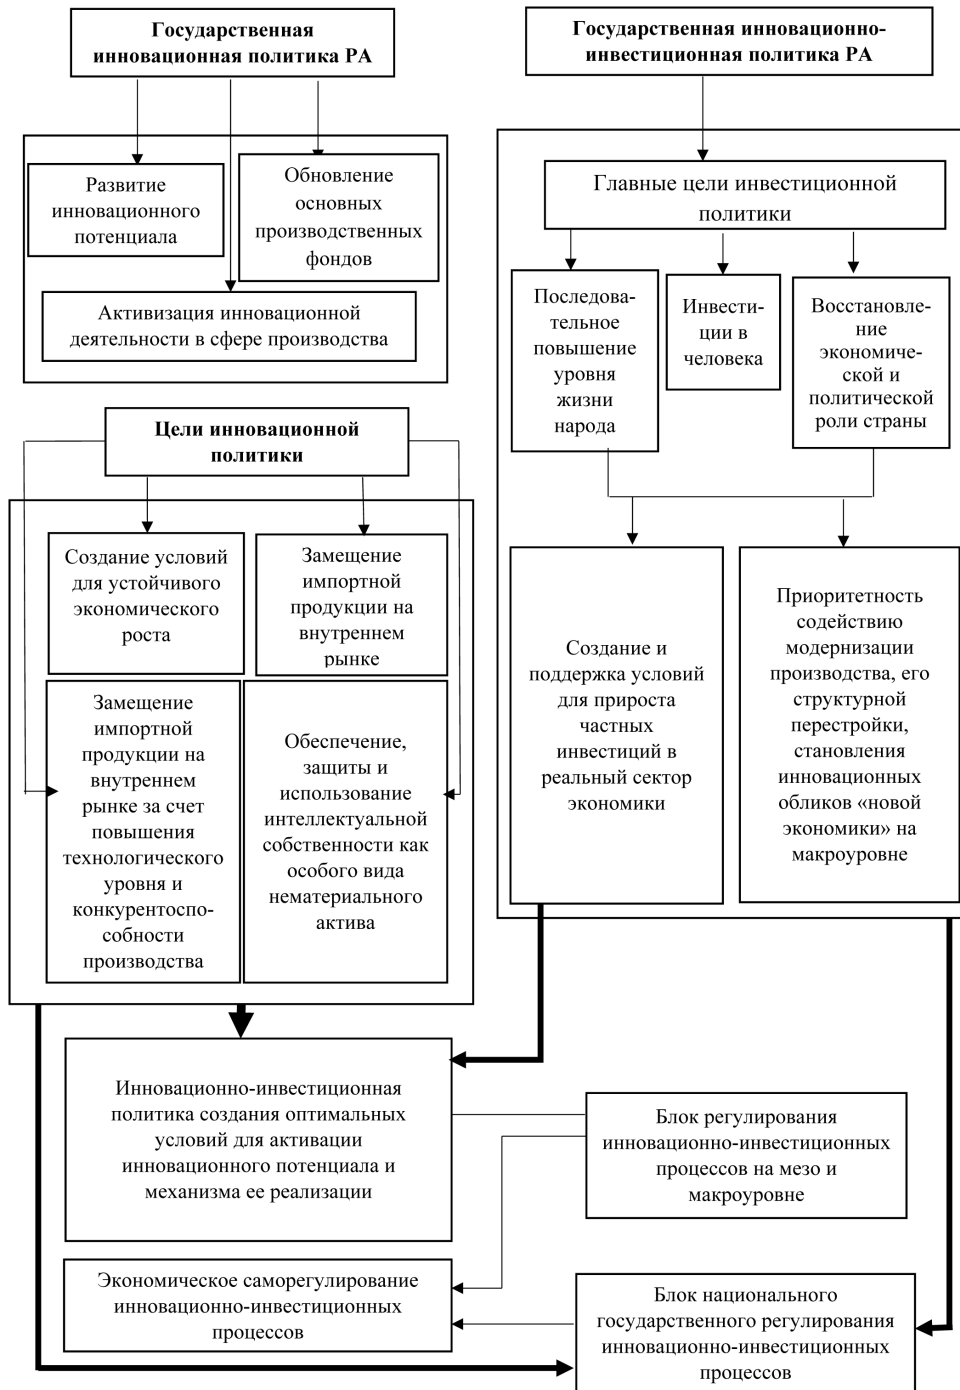 Государственная
инновационная политика РА
Государственная инновационно-
инвестиционная политика РА
Развитие
инновационного
потенциала
Обновление
основных
производственных
фондов
Активизация инновационной
деятельности в сфере производства
Главные цели инвестиционной
политики
Последова-
тельное
повышение
уровня
жизни
народа
Инвести-
ции в
человека
Восстановле-
ние
экономиче-
ской и
политической
роли страны
Цели инновационной
политики
Создание условий
для устойчивого
экономического
роста
Замещение
импортной
продукции на
внутреннем
рынке
Замещение
импортной
продукции на
внутреннем
рынке за счет
повышения
технологического
уровня и
конкурентоспо-
собности
производства
Обеспечение,
защиты и
использование
интеллектуальной
собственности как
особого вида
нематериального
актива
Создание и
поддержка условий
для прироста
частных
инвестиций в
реальный сектор
экономики
Приоритетность
содействию
модернизации
производства, его
структурной
перестройки,
становления
инновационных
обликов «новой
экономики» на
макроуровне
Инновационно-инвестиционная
политика создания оптимальных
условий для активации
инновационного потенциала и
механизма ее реализации
Блок регулирования
инновационно-инвестиционных
процессов на мезо и
макроуровне
Экономическое саморегулирование
инновационно-инвестиционных
процессов
Блок национального
государственного регулирования
инновационно-инвестиционных
процессов